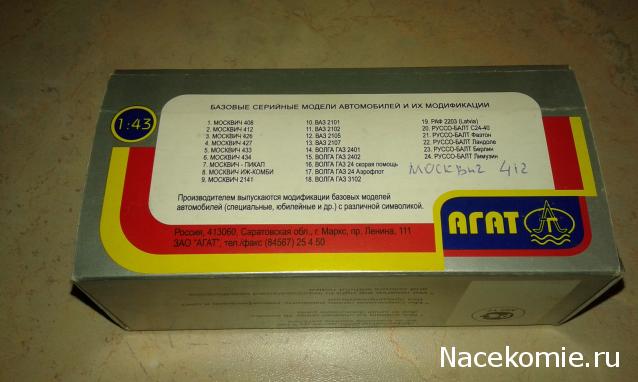 БАЗОВЫЕ СЕРИЙНЫЕ МОДЕЛИ АВТОМОБИЛЕЙ И ИХ МОДИФИКАЦИИ
1:43
1. МОСКВИЧ 408
2. МОСКВИЧ 412
3. МОСКВИЧ 426
4. МОСКВИЧ 427
5. МОСКВИЧ 433
6. МОСКВИЧ 434
7. МОСКВИЧ - ПИКАП
8. МОСКВИЧ ИЖ-КОМБИ
9. МОСКВИЧ 2141
10. ВАЗ 2101
11. ВАЗ 2102
12. ВАЗ 2105
13. ВАЗ 2107
14. ВОЛГА ГАЗ 2401
15. ВОЛГА ГАЗ 2402
16. ВОЛГА ГАЗ 24 скорая помощь
17. ВОЛГА ГАЗ 24 Аэрофлот
18. ВОЛГА ГАЗ 3102
19. РАФ 2203 (Latvia)
20. РУССО-БАЛТ С24-40
21. РУССО-БАЛТ Фаэтон
22. РУССО-БАЛТ Ландоле
23. РУССО-БАЛТ Берлин
24. РУССО-БАЛТ Лимузин
МОСКВИЧ 412
Производителем выпускаются модификации базовых моделей
автомобилей (специальные, юбилейные и др.) с различной символикой.
Россия, 413060, Саратовская обл., г. Маркс, пр. Ленина, 111
ЗАО "АГАТ", тел./факс (84567) 25 4 50
АГАТ
Nacekomie.ru